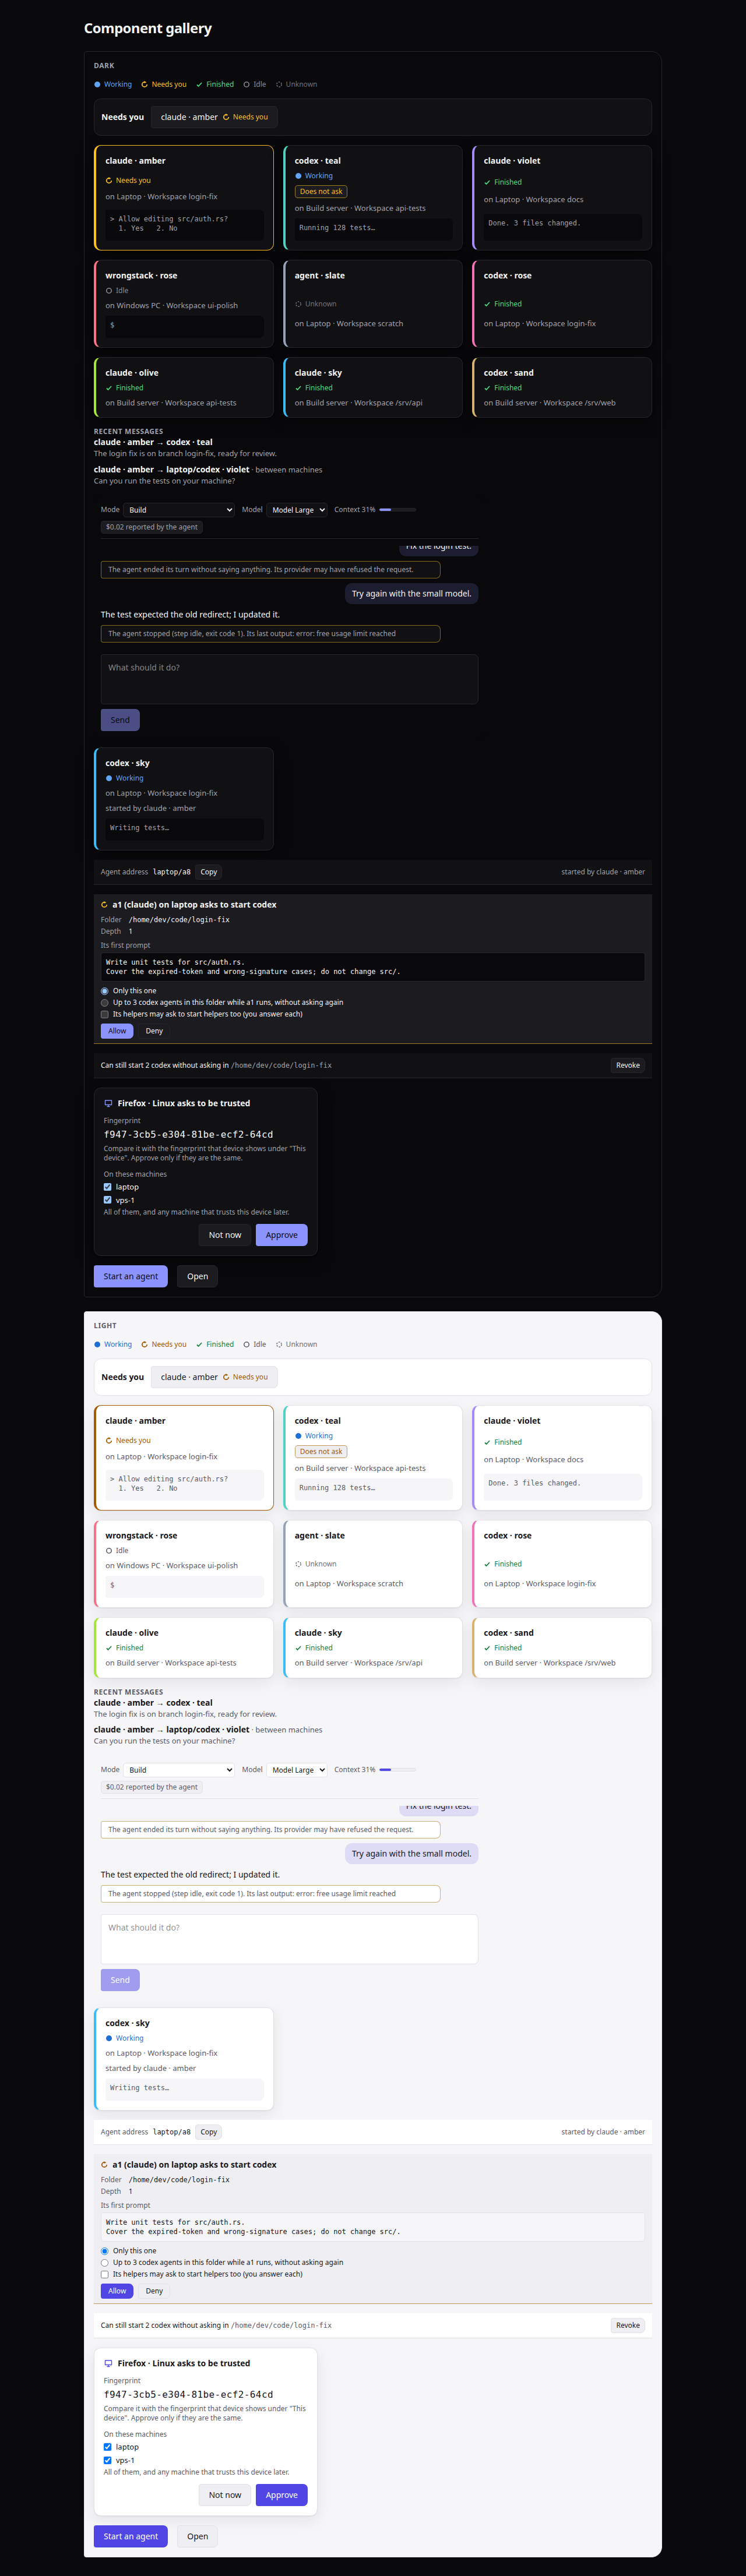 Component gallery
DARK
Working Needs you Finished Idle Unknown
Needs you claude · amber Needs you
claude · amber
Needs you
on Laptop · Workspace login-fix
> Allow editing src/auth.rs?
1. Yes 2. No
codex · teal
Working
Does not ask
on Build server · Workspace api-tests
Running 128 tests…
claude · violet
Finished
on Laptop · Workspace docs
Done. 3 files changed.
wrongstack · rose
Idle
on Windows PC · Workspace ui-polish
$
agent · slate
Unknown
on Laptop · Workspace scratch
codex · rose
Finished
on Laptop · Workspace login-fix
claude · olive
Finished
on Build server · Workspace api-tests
claude · sky
Finished
on Build server · Workspace /srv/api
codex · sand
Finished
on Build server · Workspace /srv/web
RECENT MESSAGES
claude · amber → codex · teal
The login fix is on branch login-fix, ready for review.
claude · amber → laptop/codex · violet · between machines
Can you run the tests on your machine?
Mode Build Model Model Large Context 31%
$0.02 reported by the agent
Fix the login test.
The agent ended its turn without saying anything. Its provider may have refused the request.
Try again with the small model.
The test expected the old redirect; I updated it.
The agent stopped (step idle, exit code 1). Its last output: error: free usage limit reached
What should it do?
Send
codex · sky
Working
on Laptop · Workspace login-fix
started by claude · amber
Writing tests…
Agent address laptop/a8 Copy started by claude · amber
a1 (claude) on laptop asks to start codex
Folder /home/dev/code/login-fix
Depth 1
Its first prompt
Write unit tests for src/auth.rs.
Cover the expired-token and wrong-signature cases; do not change src/.
Only this one
Up to 3 codex agents in this folder while a1 runs, without asking again
Its helpers may ask to start helpers too (you answer each)
Allow Deny
Can still start 2 codex without asking in /home/dev/code/login-fix Revoke
Firefox · Linux asks to be trusted
Fingerprint
f947-3cb5-e304-81be-ecf2-64cd
Compare it with the fingerprint that device shows under "This
device". Approve only if they are the same.
On these machines
laptop
vps-1
All of them, and any machine that trusts this device later.
Not now Approve
Start an agent Open
LIGHT
Working Needs you Finished Idle Unknown
Needs you claude · amber Needs you
claude · amber
Needs you
on Laptop · Workspace login-fix
> Allow editing src/auth.rs?
1. Yes 2. No
codex · teal
Working
Does not ask
on Build server · Workspace api-tests
Running 128 tests…
claude · violet
Finished
on Laptop · Workspace docs
Done. 3 files changed.
wrongstack · rose
Idle
on Windows PC · Workspace ui-polish
$
agent · slate
Unknown
on Laptop · Workspace scratch
codex · rose
Finished
on Laptop · Workspace login-fix
claude · olive
Finished
on Build server · Workspace api-tests
claude · sky
Finished
on Build server · Workspace /srv/api
codex · sand
Finished
on Build server · Workspace /srv/web
RECENT MESSAGES
claude · amber → codex · teal
The login fix is on branch login-fix, ready for review.
claude · amber → laptop/codex · violet · between machines
Can you run the tests on your machine?
Mode Build Model Model Large Context 31%
$0.02 reported by the agent
Fix the login test.
The agent ended its turn without saying anything. Its provider may have refused the request.
Try again with the small model.
The test expected the old redirect; I updated it.
The agent stopped (step idle, exit code 1). Its last output: error: free usage limit reached
What should it do?
Send
codex · sky
Working
on Laptop · Workspace login-fix
started by claude · amber
Writing tests…
Agent address laptop/a8 Copy started by claude · amber
a1 (claude) on laptop asks to start codex
Folder /home/dev/code/login-fix
Depth 1
Its first prompt
Write unit tests for src/auth.rs.
Cover the expired-token and wrong-signature cases; do not change src/.
Only this one
Up to 3 codex agents in this folder while a1 runs, without asking again
Its helpers may ask to start helpers too (you answer each)
Allow Deny
Can still start 2 codex without asking in /home/dev/code/login-fix Revoke
Firefox · Linux asks to be trusted
Fingerprint
f947-3cb5-e304-81be-ecf2-64cd
Compare it with the fingerprint that device shows under "This
device". Approve only if they are the same.
On these machines
laptop
vps-1
All of them, and any machine that trusts this device later.
Not now Approve
Start an agent Open